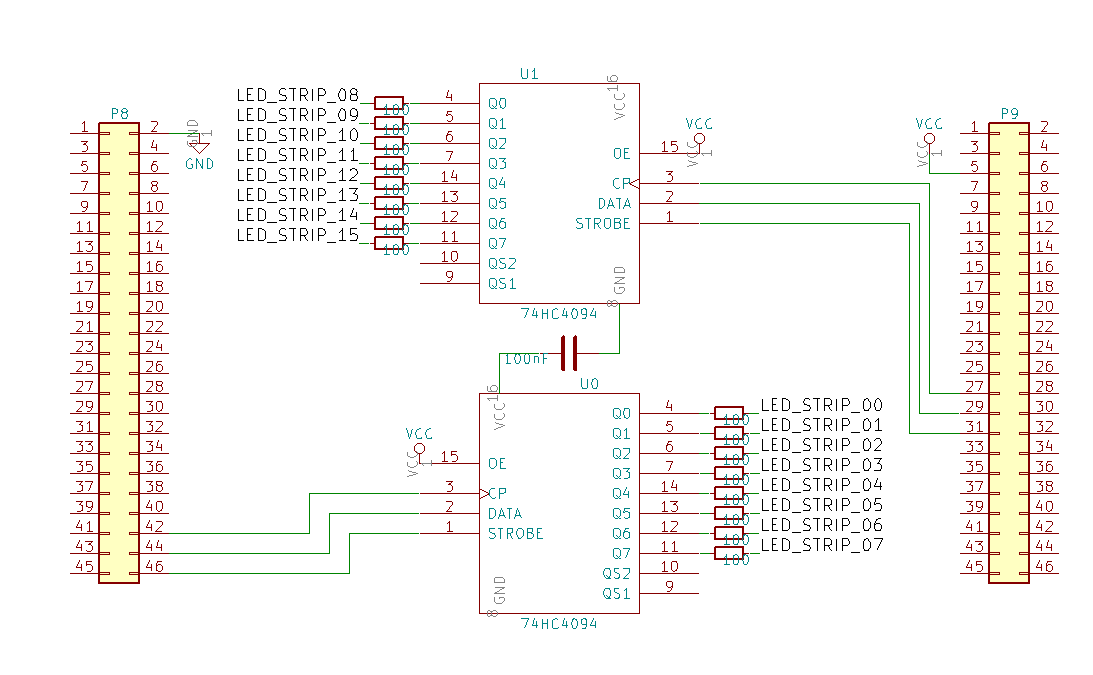 U1
P8
1 2
3 4
5 6
7 8
9 10
11 12
13 14
15 16
17 18
19 20
21 22
23 24
25 26
27 28
29 30
31 32
33 34
35 36
37 38
39 40
41 42
43 44
45 46
GND
1
GND
LED_STRIP_08 100 4 Q0
LED_STRIP_09 100 5 Q1
LED_STRIP_10 100 6 Q2
LED_STRIP_11 100 7 Q3
LED_STRIP_12 100 14 Q4
LED_STRIP_13 100 13 Q5
LED_STRIP_14 100 12 Q6
LED_STRIP_15 100 11 Q7
10 QS2
9 QS1
VCC 16
OE 15
CP 3
DATA 2
STROBE 1
GND 8
74HC4094
VCC
VCC 1
100nF
U0
VCC 16
VCC
VCC 1
15 OE
3 CP
2 DATA
1 STROBE
GND 8
Q0 4 100 LED_STRIP_00
Q1 5 100 LED_STRIP_01
Q2 6 100 LED_STRIP_02
Q3 7 100 LED_STRIP_03
Q4 14 100 LED_STRIP_04
Q5 13 100 LED_STRIP_05
Q6 12 100 LED_STRIP_06
Q7 11 100 LED_STRIP_07
QS2 10
QS1 9
74HC4094
VCC
VCC 1
P9
1 2
3 4
5 6
7 8
9 10
11 12
13 14
15 16
17 18
19 20
21 22
23 24
25 26
27 28
29 30
31 32
33 34
35 36
37 38
39 40
41 42
43 44
45 46